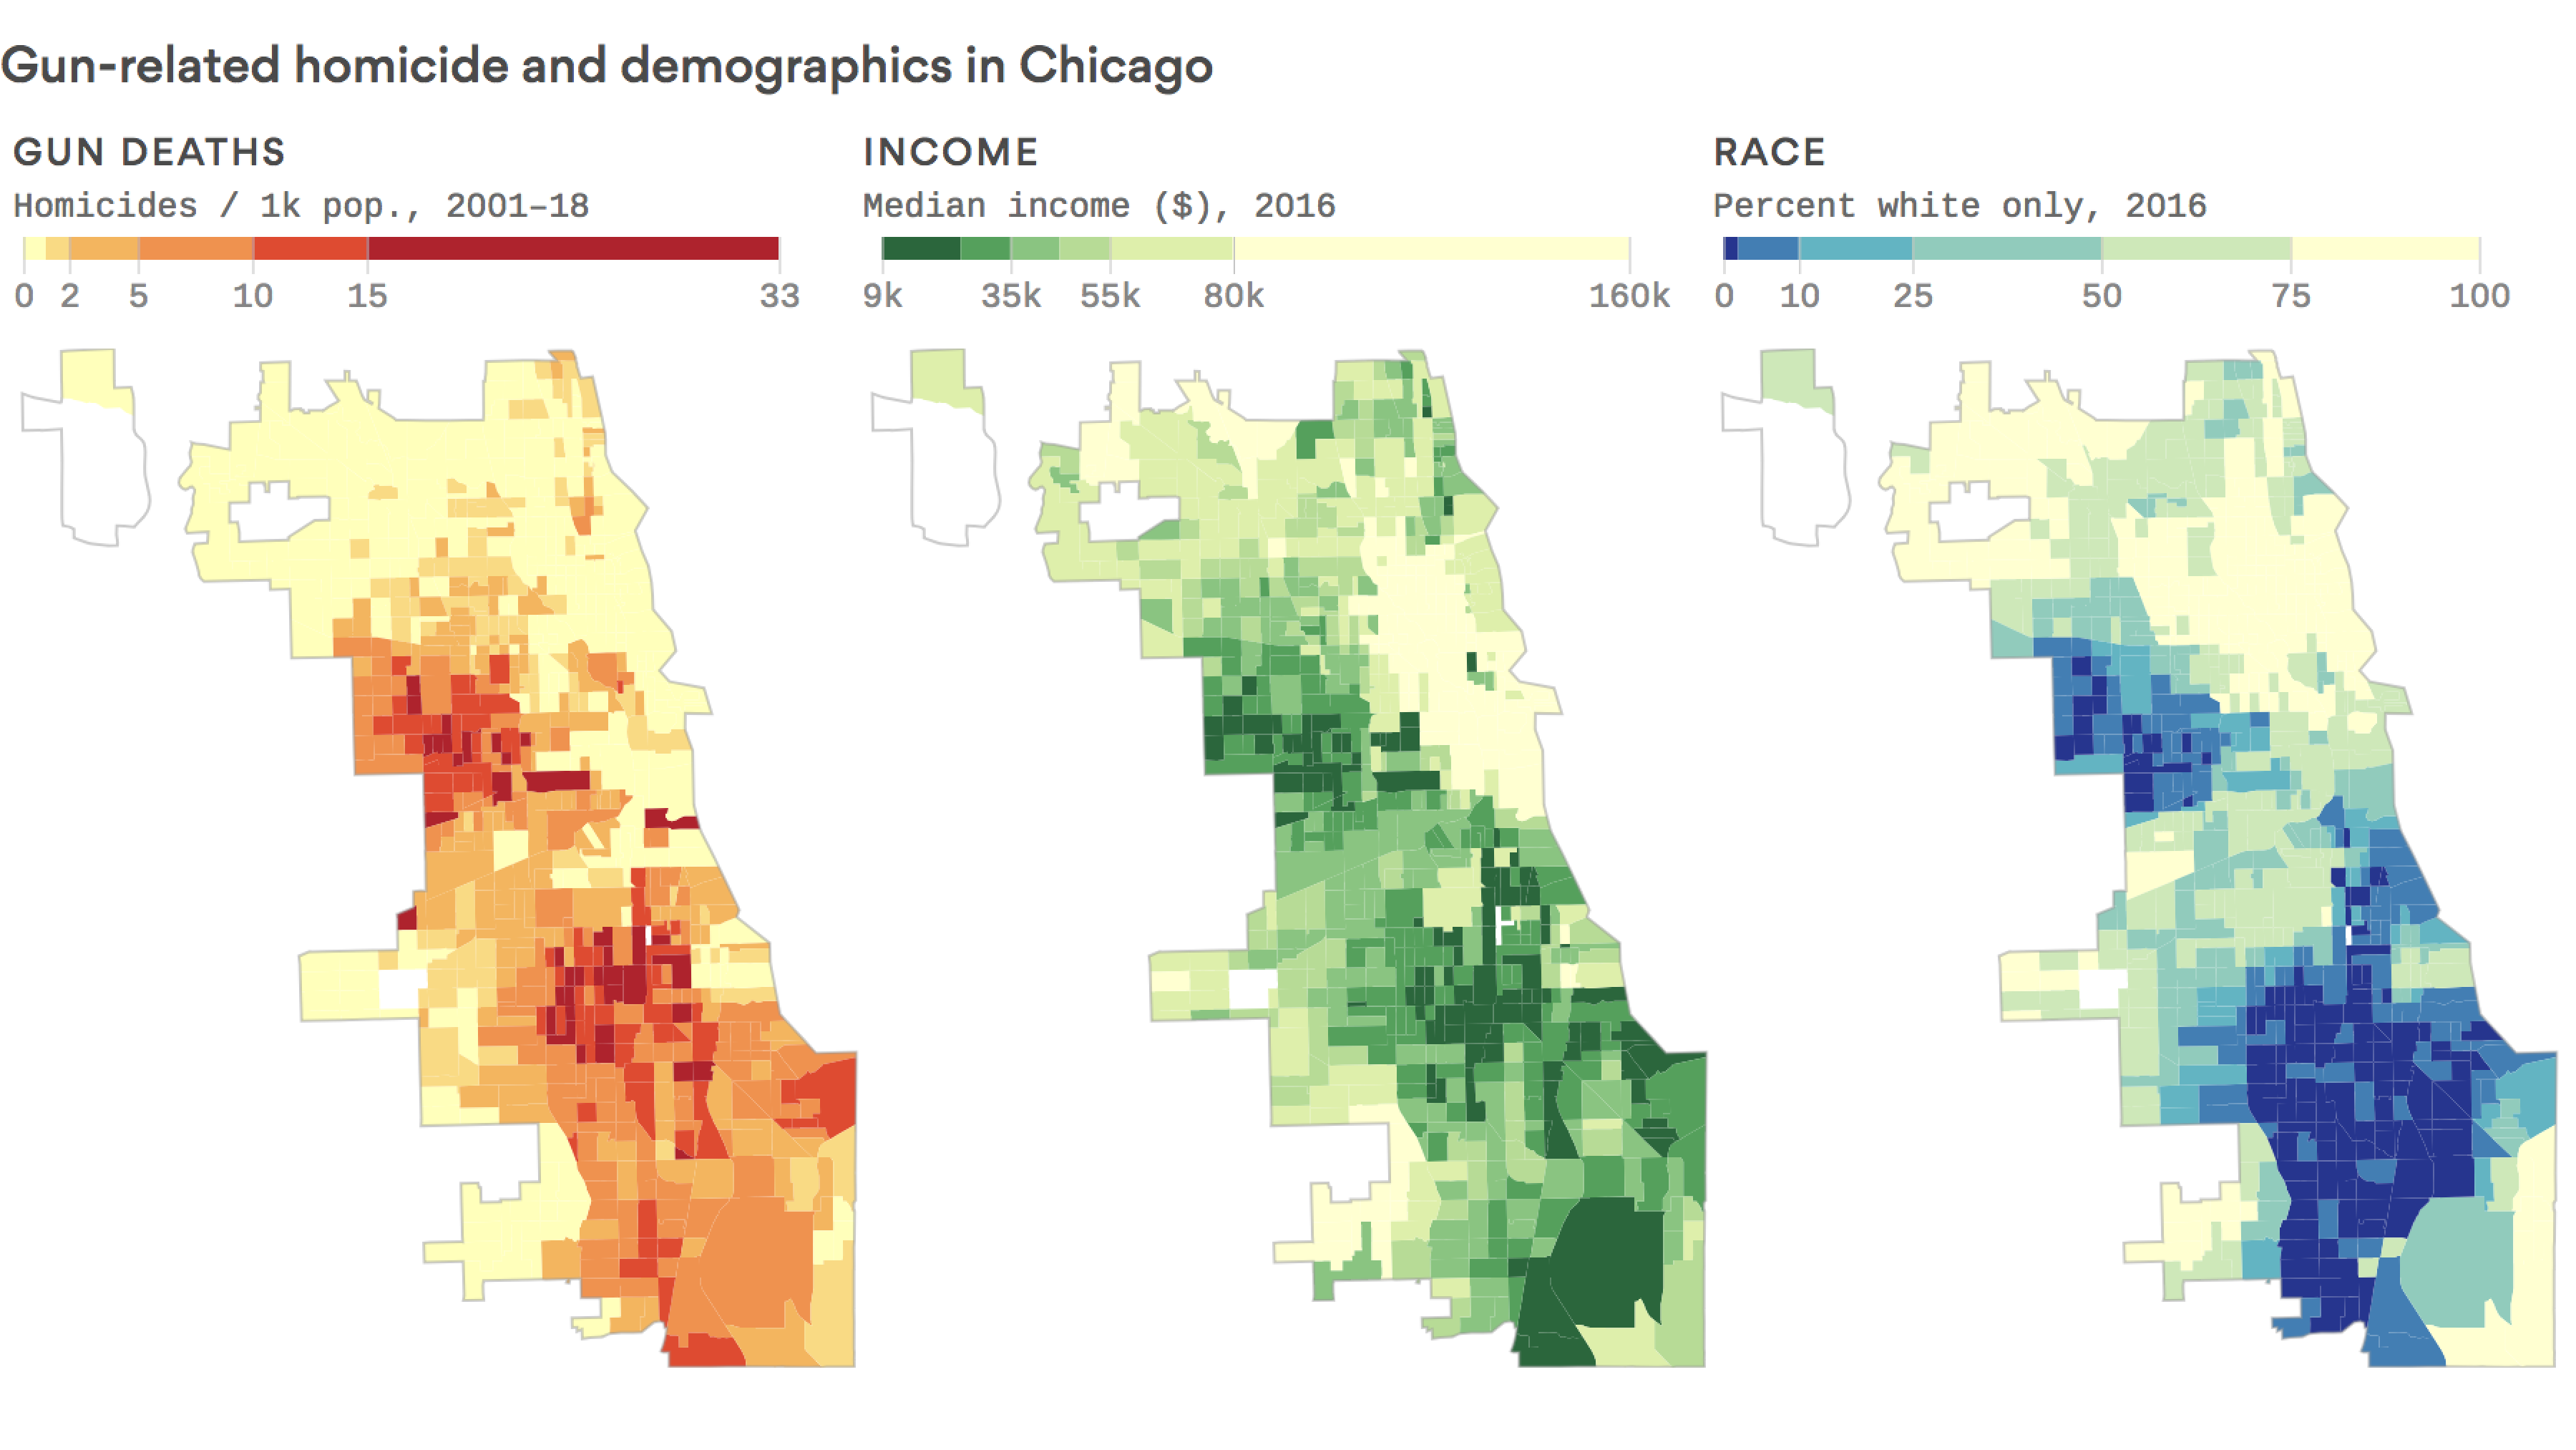 Gun-related homicide and demographics in Chicago
GUN DEATHS
Homicides / 1k pop., 2001–18
0 2 5 10 15 33
INCOME
Median income ($), 2016
9k 35k 55k 80k 160k
RACE
Percent white only, 2016
0 10 25 50 75 100